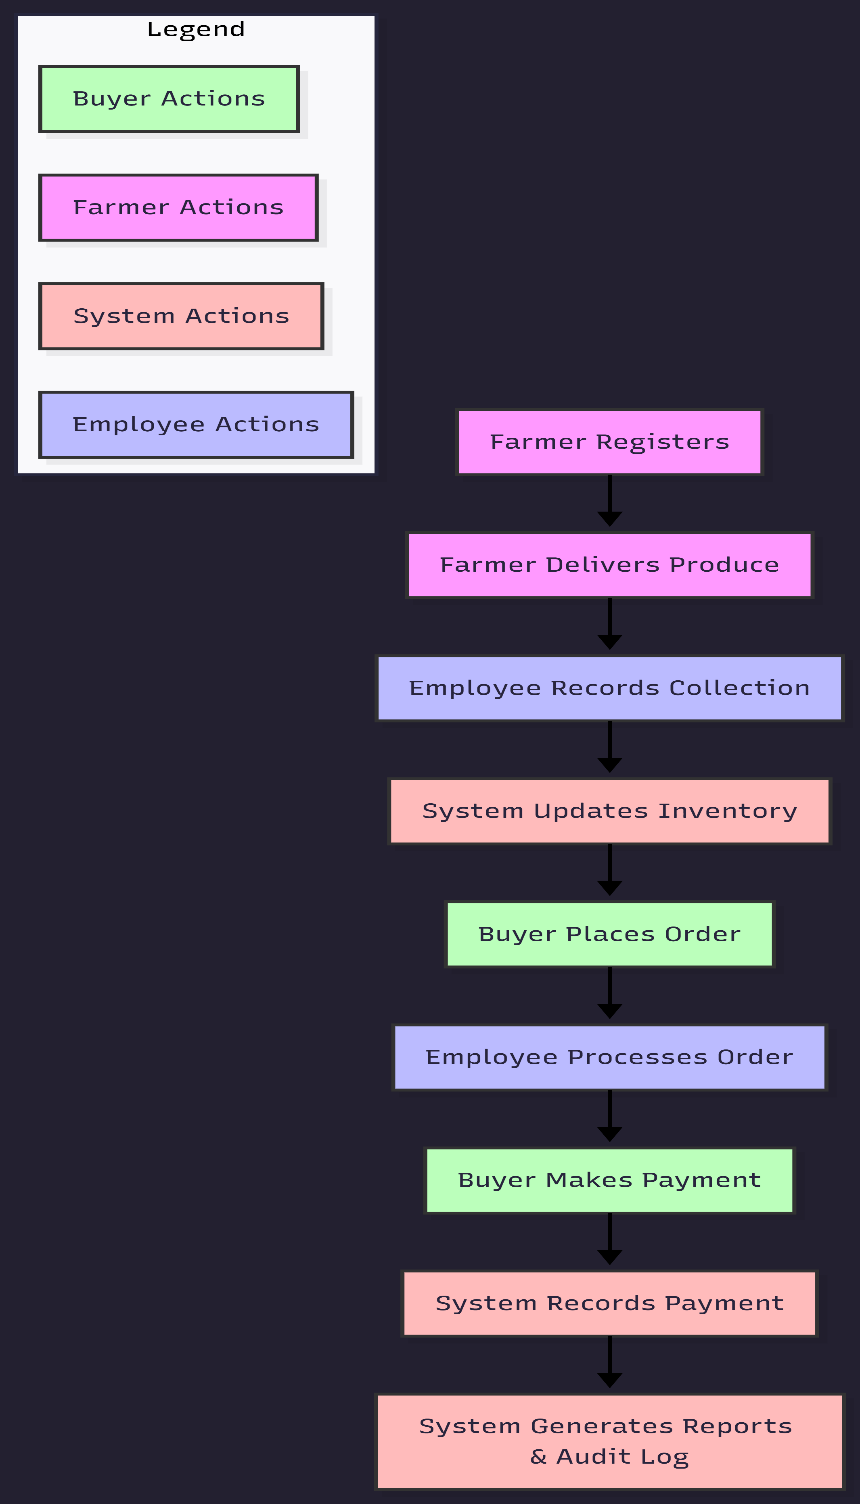 Legend
Buyer Actions
Farmer Actions
System Actions
Employee Actions
Farmer Registers
Farmer Delivers Produce
Employee Records Collection
System Updates Inventory
Buyer Places Order
Employee Processes Order
Buyer Makes Payment
System Records Payment
System Generates Reports
& Audit Log